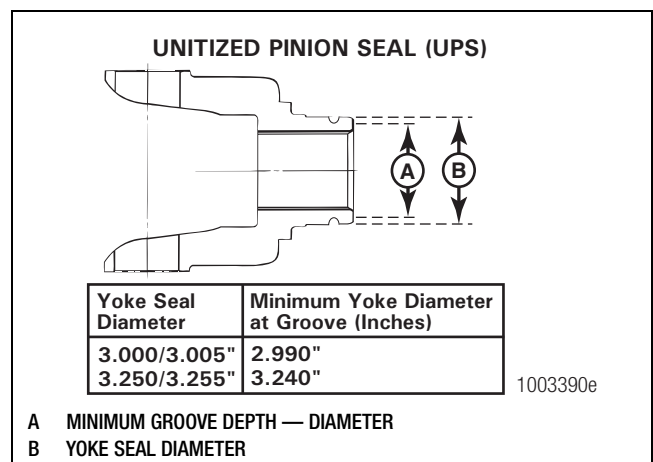 UNITIZED PINION SEAL (UPS)
A
B
Yoke Seal Diameter
Minimum Yoke Diameter at Groove (Inches)
3.000/3.005" 2.990"
3.250/3.255" 3.240"
1003390e
A MINIMUM GROOVE DEPTH — DIAMETER
B YOKE SEAL DIAMETER